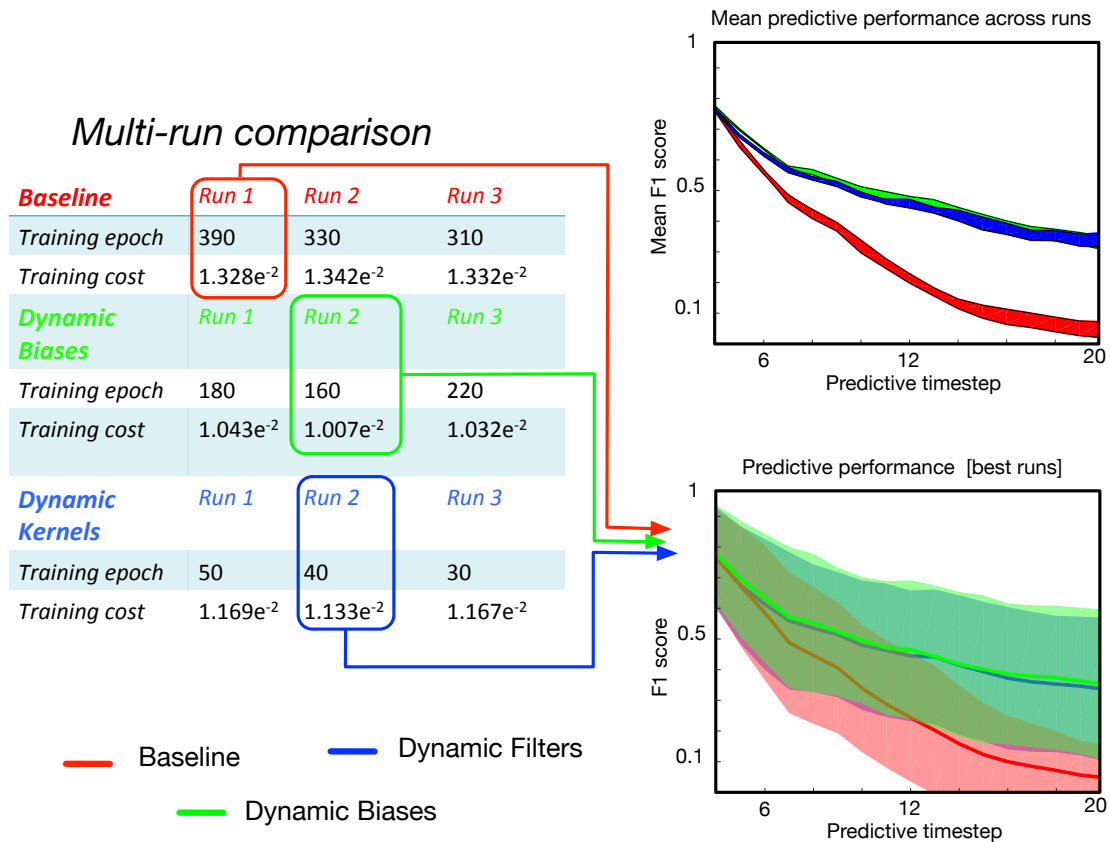 Multi-run comparison
Baseline Run 1 Run 2 Run 3
Training epoch 390 330 310
Training cost 1.328e-2 1.342e-2 1.332e-2
Dynamic Biases Run 1 Run 2 Run 3
Training epoch 180 160 220
Training cost 1.043e-2 1.007e-2 1.032e-2
Dynamic Kernels Run 1 Run 2 Run 3
Training epoch 50 40 30
Training cost 1.169e-2 1.133e-2 1.167e-2
Baseline
Dynamic Filters
Dynamic Biases
Mean predictive performance across runs
Mean F1 score
1
0.5
0.1
6 12 20
Predictive timestep
Predictive performance [best runs]
F1 score
1
0.5
0.1
6 12 20
Predictive timestep